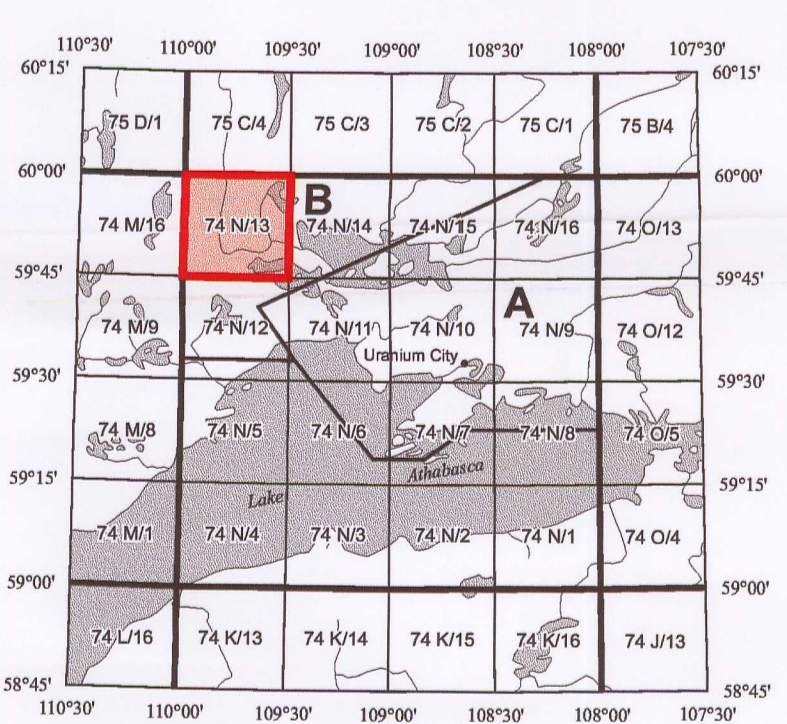 110°30' 110°00' 109°30' 109°00' 108°30' 108°00' 107°30'
60°15' 60°15'
75 D/1 75 C/4 75 C/3 75 C/2 75 C/1 75 B/4
60°00' 60°00'
B
74 M/16 74 N/13 74 N/14 74 N/15 74 N/16 74 O/13
59°45' 59°45'
A
74 M/9 74 N/12 74 N/11 74 N/10 74 N/9 74 O/12
Uranium City
59°30' 59°30'
74 M/8 74 N/5 74 N/6 74 N/7 74 N/8 74 O/5
Lake Athabasca
59°15' 59°15'
74 M/1 74 N/4 74 N/3 74 N/2 74 N/1 74 O/4
59°00' 59°00'
74 L/16 74 K/13 74 K/14 74 K/15 74 K/16 74 J/13
58°45' 58°45'
110°30' 110°00' 109°30' 109°00' 108°30' 108°00' 107°30'